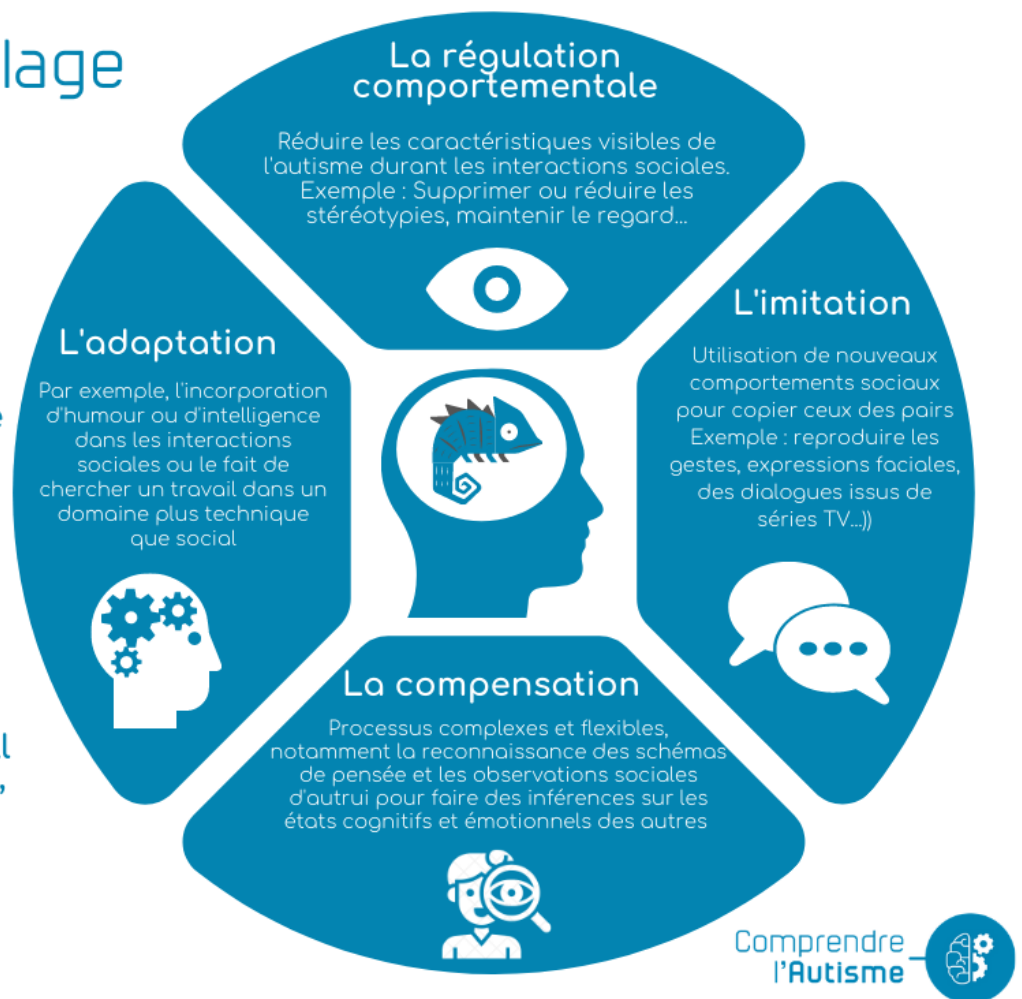 lage
La régulation
comportementale
Réduire les caractéristiques visibles de
l'autisme durant les interactions sociales.
Exemple : Supprimer ou réduire les
stéréotypies, maintenir le regard...
L'adaptation
Par exemple, l'incorporation
d'humour ou d'intelligence
dans les interactions
sociales ou le fait de
chercher un travail dans un
domaine plus technique
que social
L'imitation
Utilisation de nouveaux
comportements sociaux
pour copier ceux des pairs
Exemple : reproduire les
gestes, expressions faciales,
des dialogues issus de
séries TV...))
La compensation
Processus complexes et flexibles,
notamment la reconnaissance des schémas
de pensée et les observations sociales
d'autrui pour faire des inférences sur les
états cognitifs et émotionnels des autres
Comprendre
l'Autisme